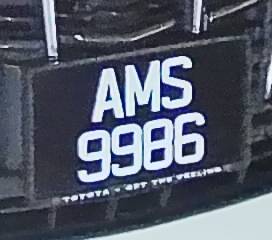 AMS
9986
TOYOTA - GET THE FEELING